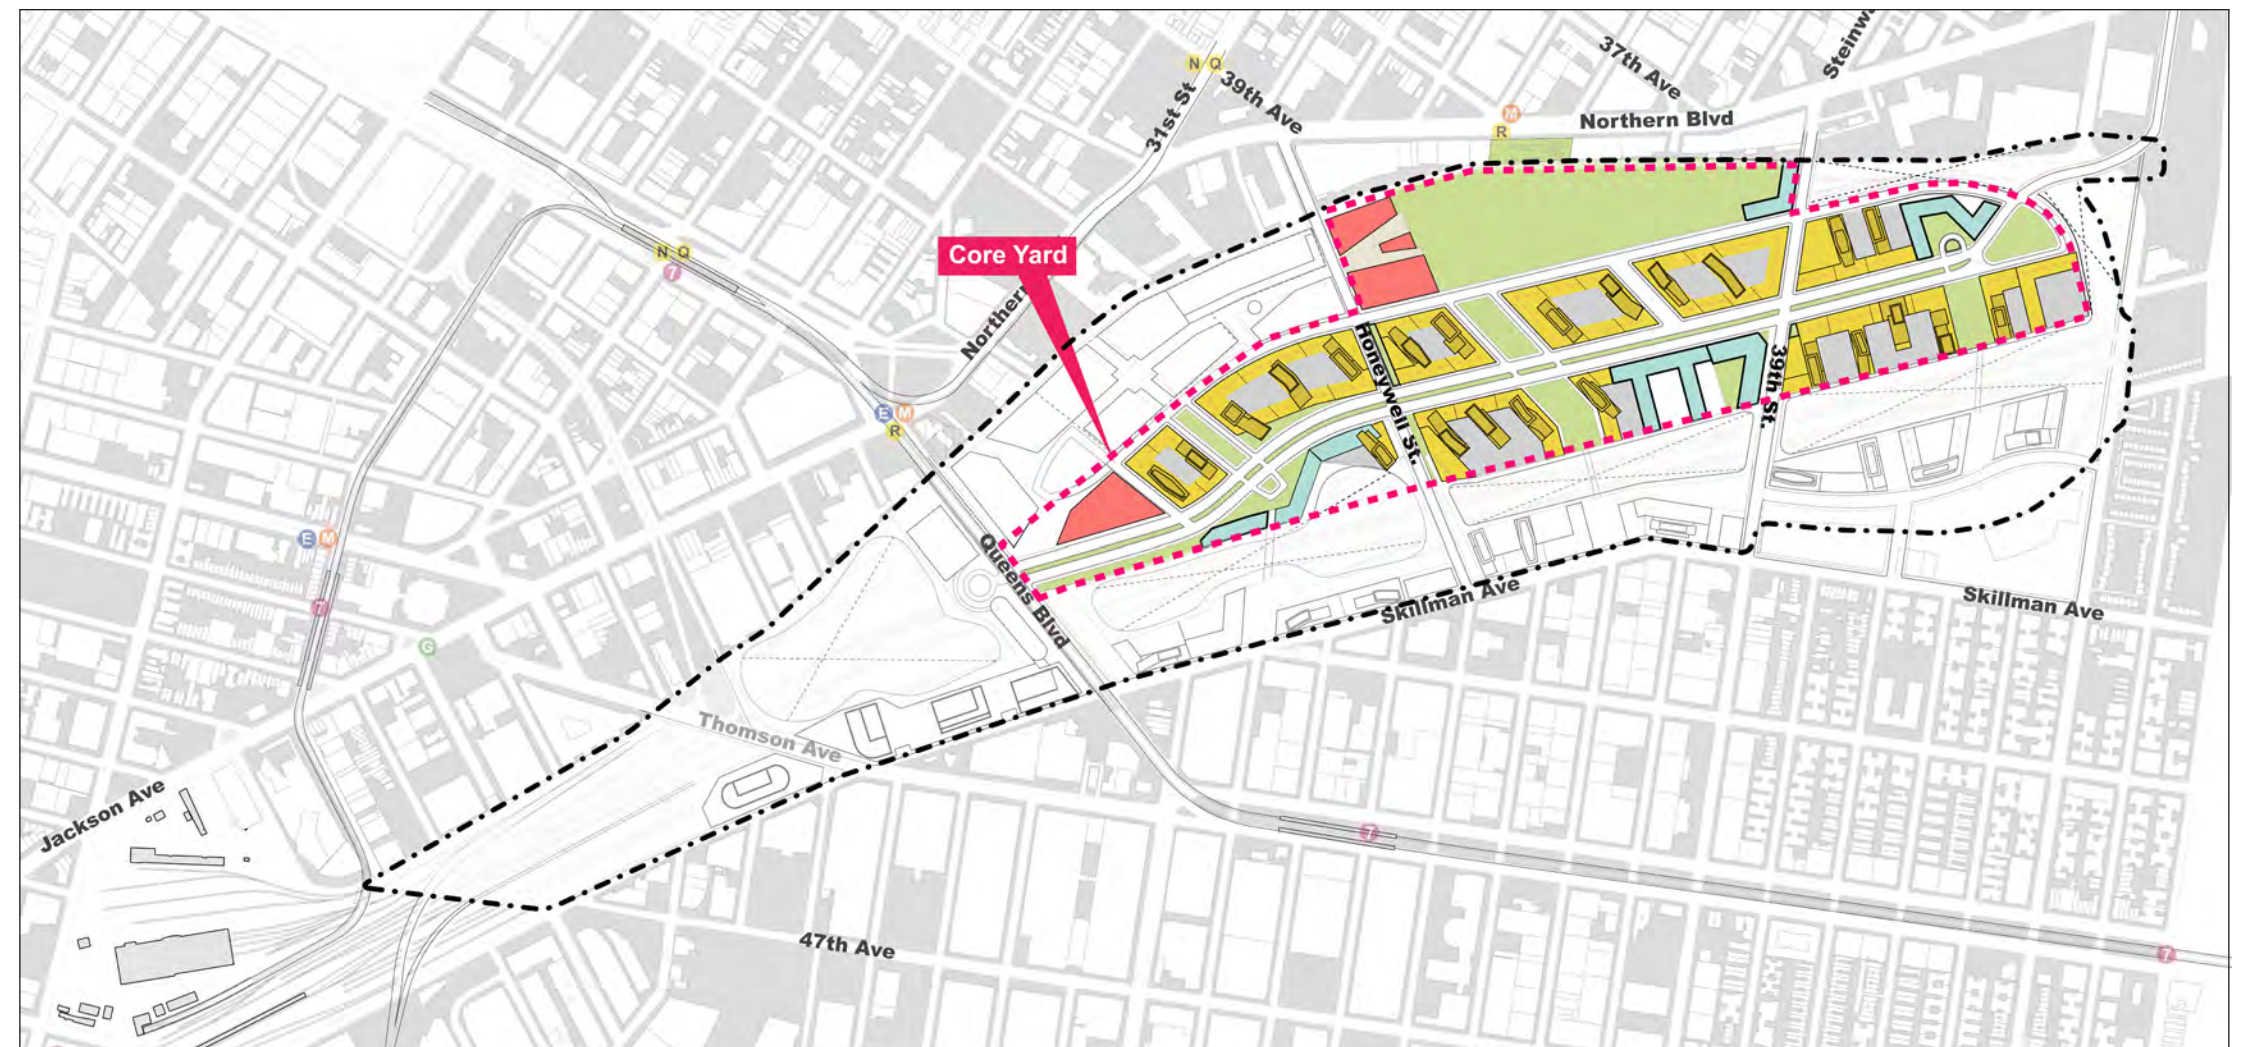 37th Ave
Steinw
N Q
39th Ave
31st St
M
R
Northern Blvd
Core Yard
N Q
7
Northern
Honeywell St.
39th St.
E M
R
E M
7
Queens Blvd
G
Skillman Ave
Skillman Ave
Thomson Ave
Jackson Ave
7
47th Ave
7